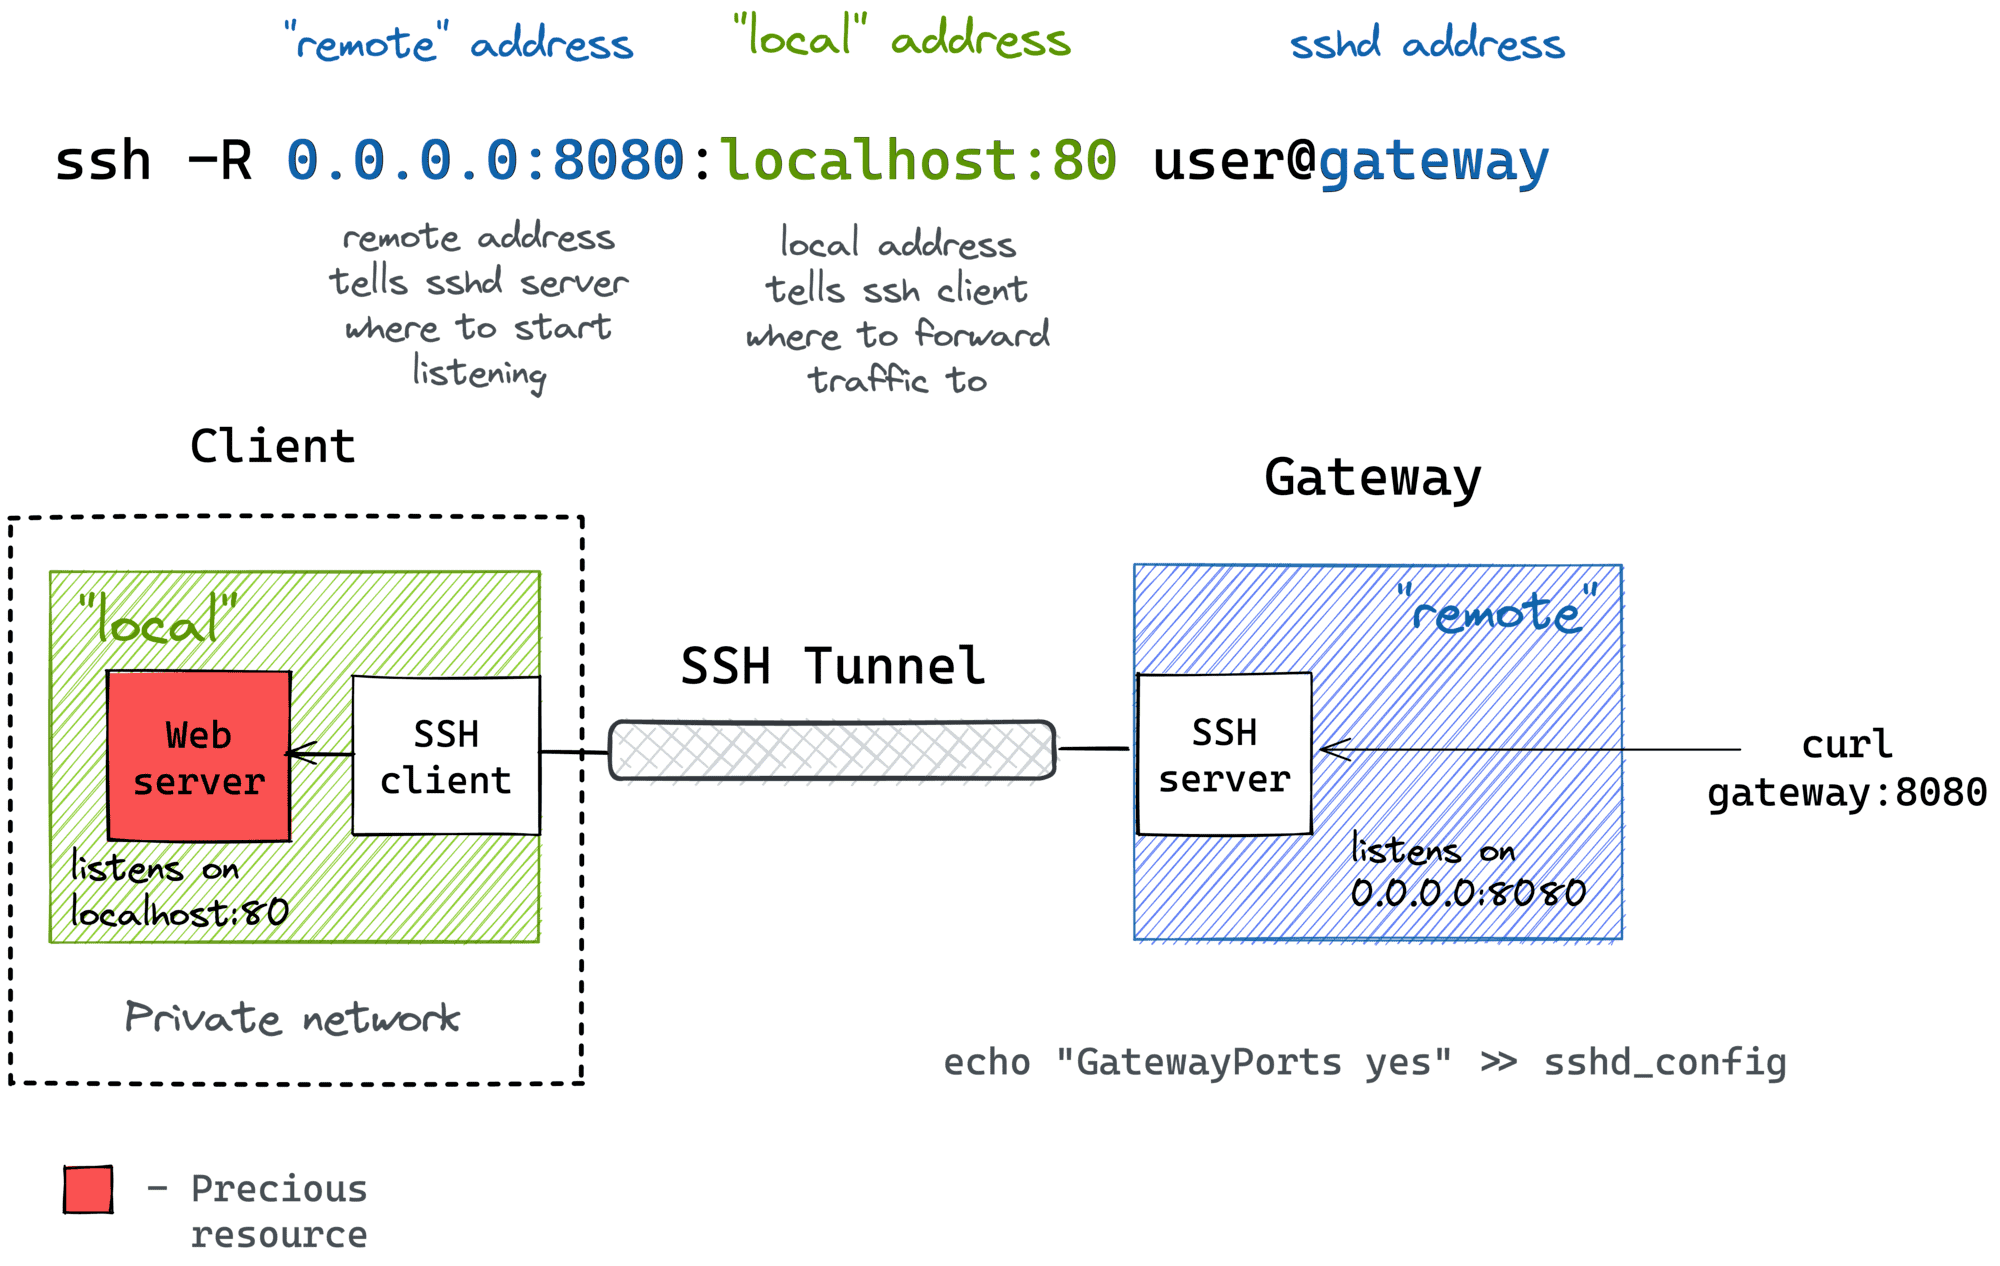 "remote" address
"local" address
sshd address
ssh -R 0.0.0.0:8080:localhost:80 user@gateway
remote address
tells sshd server
where to start
listening
local address
tells ssh client
where to forward
traffic to
Client
Gateway
"local"
Web
server
listens on
localhost:80
SSH
client
Private network
SSH Tunnel
"remote"
SSH
server
listens on
0.0.0.0:8080
curl
gateway:8080
echo "GatewayPorts yes" >> sshd_config
- Precious
resource